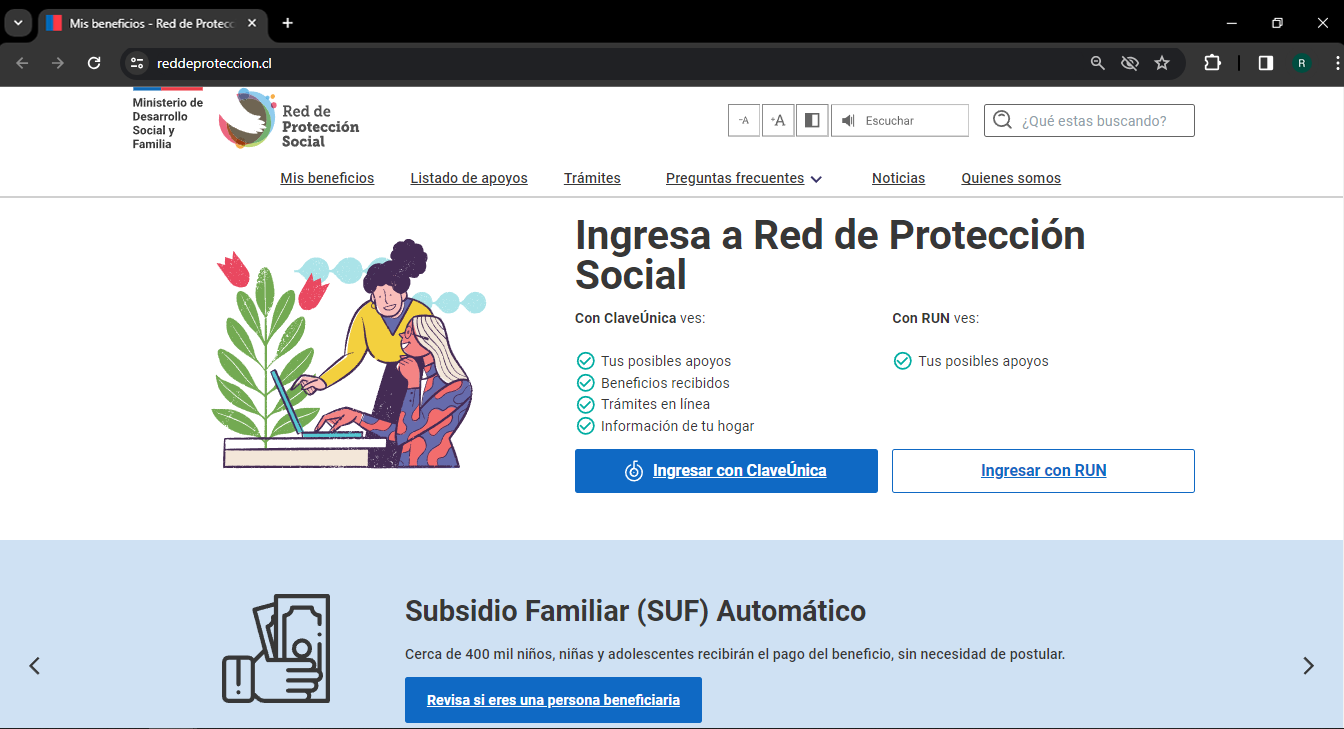 Mis beneficios - Red de Protecc
reddeproteccion.cl
R
Ministerio de
Desarrollo
Social y
Familia
Red de
Protección
Social
-A
+A
Escuchar
¿Qué estas buscando?
Mis beneficios
Listado de apoyos
Trámites
Preguntas frecuentes
Noticias
Quienes somos
Ingresa a Red de Protección
Social
Con ClaveÚnica ves:
Tus posibles apoyos
Beneficios recibidos
Trámites en línea
Información de tu hogar
Ingresar con ClaveÚnica
Con RUN ves:
Tus posibles apoyos
Ingresar con RUN
Subsidio Familiar (SUF) Automático
Cerca de 400 mil niños, niñas y adolescentes recibirán el pago del beneficio, sin necesidad de postular.
Revisa si eres una persona beneficiaria